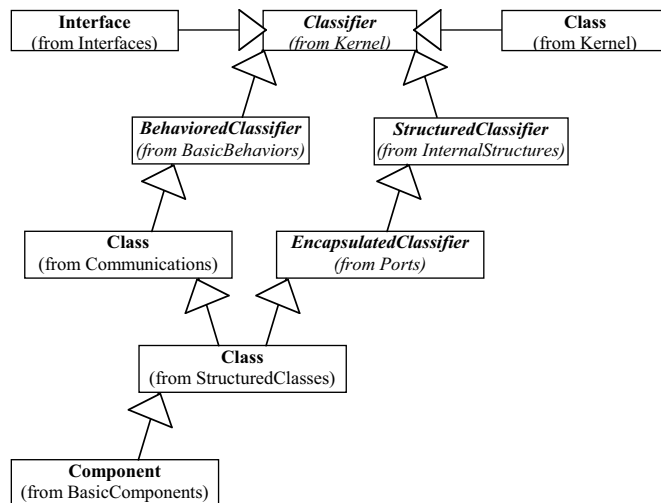 Interface
(from Interfaces)
Classifier
(from Kernel)
Class
(from Kernel)
BehavioredClassifier
(from BasicBehaviors)
StructuredClassifier
(from InternalStructures)
Class
(from Communications)
EncapsulatedClassifier
(from Ports)
Class
(from StructuredClasses)
Component
(from BasicComponents)